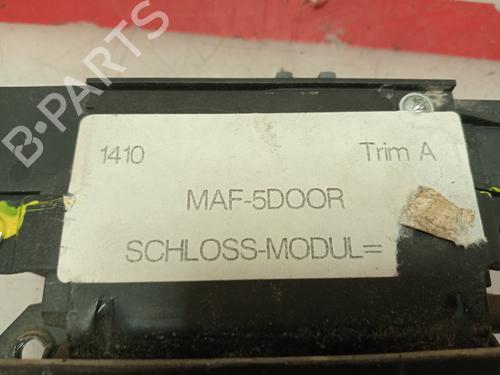 B-PARTS
1410 Trim A
MAF-5DOOR
SCHLOSS-MODUL=